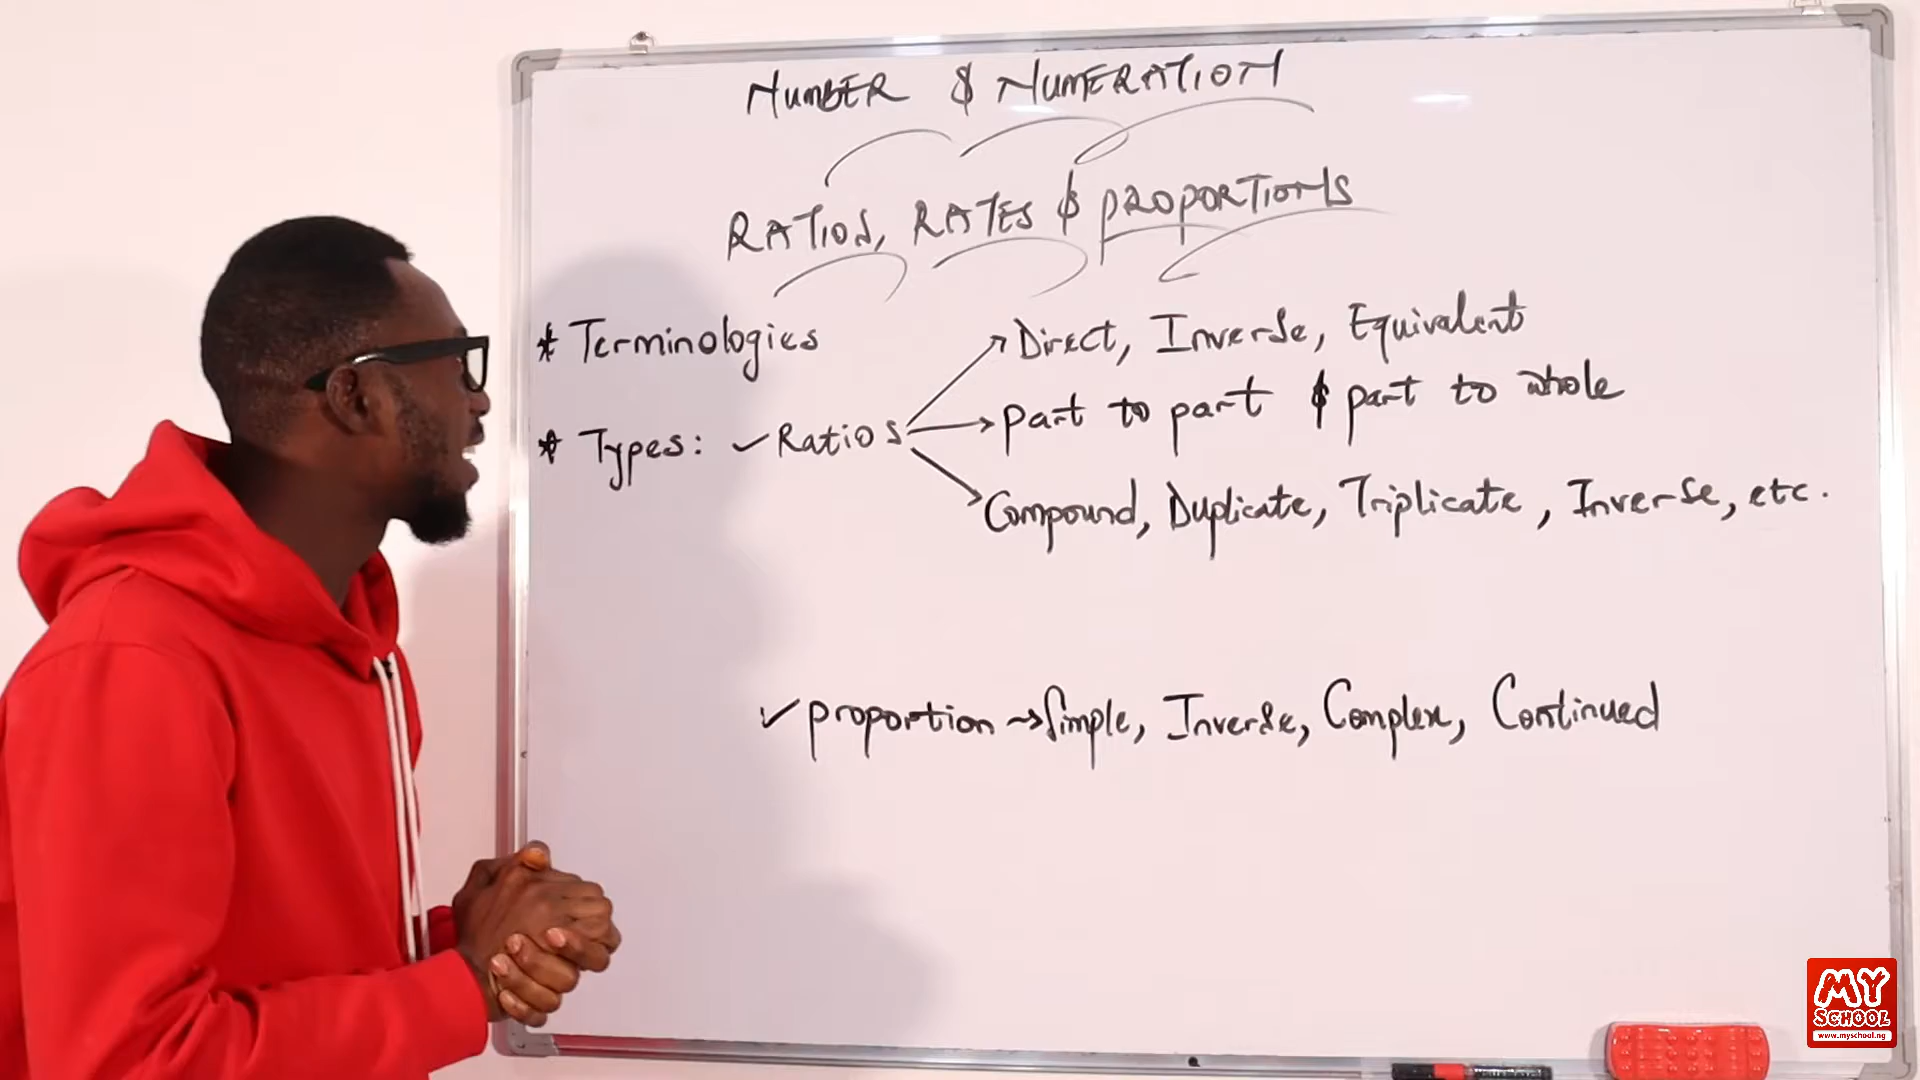 NUMBER & NUMERATION
RATIOS, RATES & PROPORTIONS
* Terminologies
* Types: ✓ Ratios → Direct, Inverse, Equivalent
→ Part to part & part to whole
→ Compound, Duplicate, Triplicate, Inverse, etc.
✓ proportion → Simple, Inverse, Complex, Continued
MY
SCHOOL
www.myschool.ng